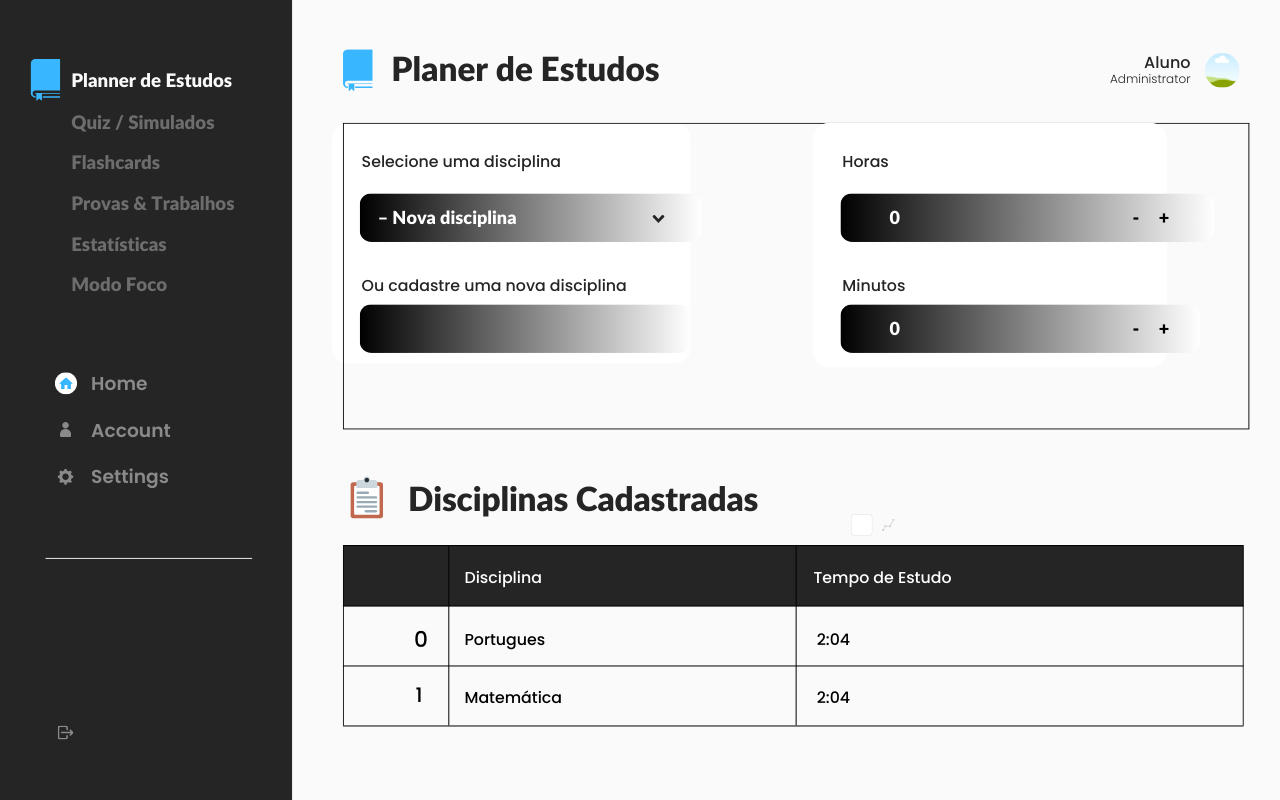 Planner de Estudos
Quiz / Simulados
Flashcards
Provas & Trabalhos
Estatísticas
Modo Foco
Home
Account
Settings
Planer de Estudos
Aluno
Administrator
Selecione uma disciplina
– Nova disciplina
Ou cadastre uma nova disciplina
Horas
0 - +
Minutos
0 - +
Disciplinas Cadastradas
Disciplina Tempo de Estudo
0 Portugues 2:04
1 Matemática 2:04